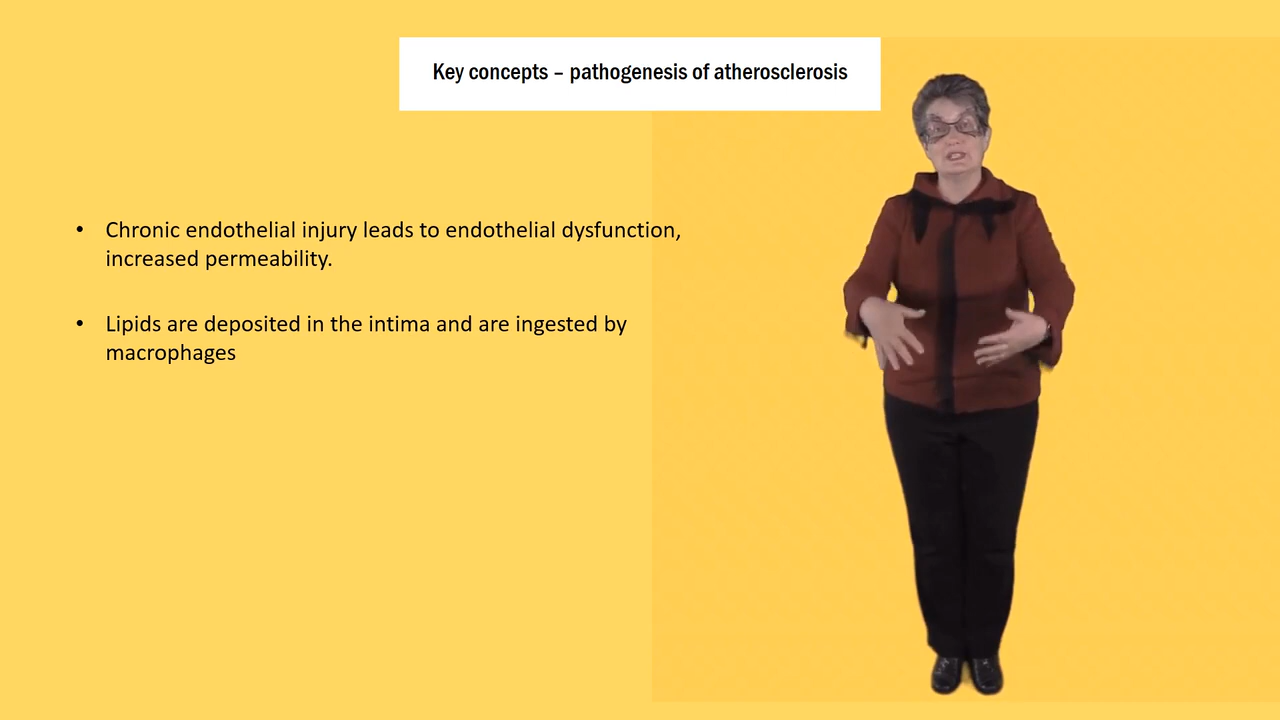 Key concepts – pathogenesis of atherosclerosis
• Chronic endothelial injury leads to endothelial dysfunction,
increased permeability.
• Lipids are deposited in the intima and are ingested by
macrophages